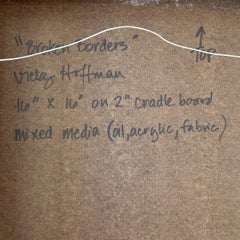 "Broken Borders"
TOP
Vicky Hoffman
16" x 16" on 2" cradle board
mixed media (oil, acrylic, fabric)